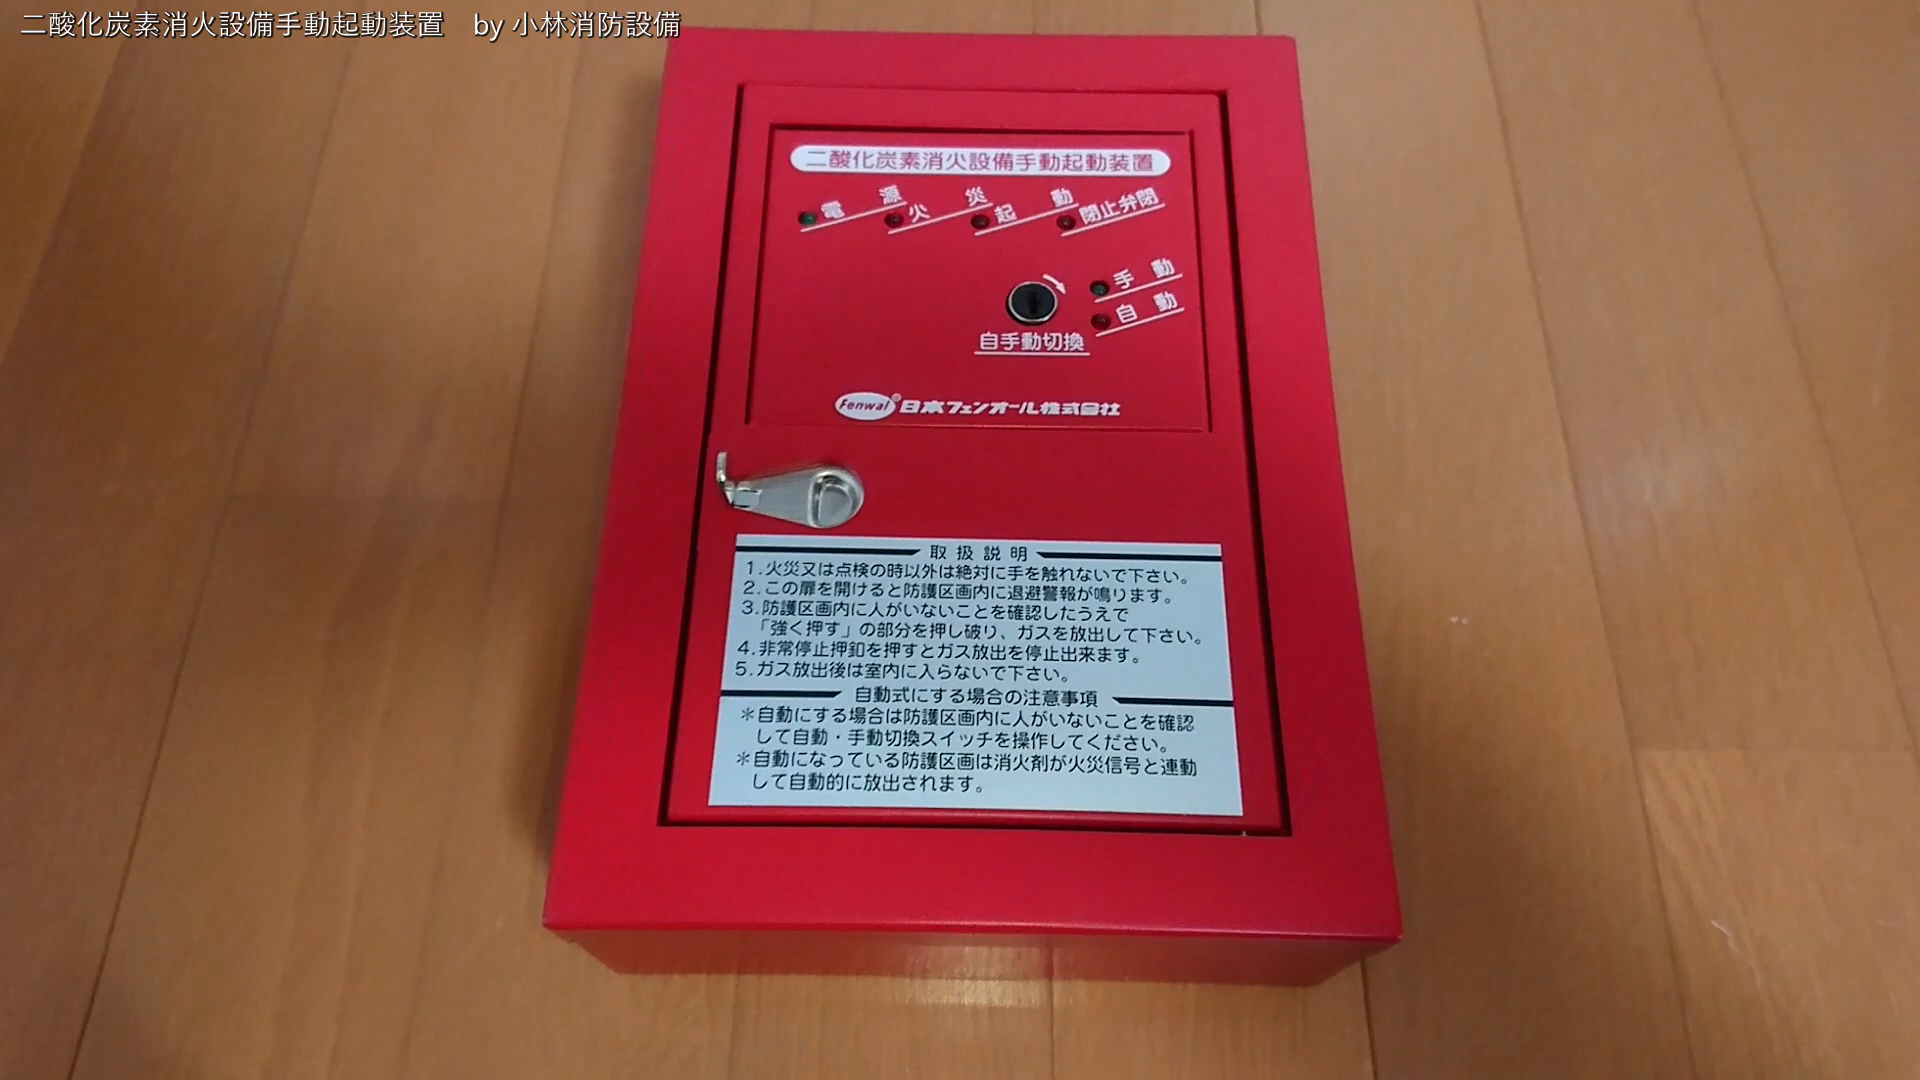 二酸化炭素消火設備手動起動装置　by 小林消防設備
二酸化炭素消火設備手動起動装置
電源 火災 起動 閉止弁閉
手動
自動
自手動切換
Fenwal® 日本フェンオール株式会社
取扱説明
1.火災又は点検の時以外は絶対に手を触れないで下さい。
2.この扉を開けると防護区画内に退避警報が鳴ります。
3.防護区画内に人がいないことを確認したうえで
「強く押す」の部分を押し破り、ガスを放出して下さい。
4.非常停止押釦を押すとガス放出を停止出来ます。
5.ガス放出後は室内に入らないで下さい。
自動式にする場合の注意事項
＊自動にする場合は防護区画内に人がいないことを確認
して自動・手動切換スイッチを操作してください。
＊自動になっている防護区画は消火剤が火災信号と連動
して自動的に放出されます。